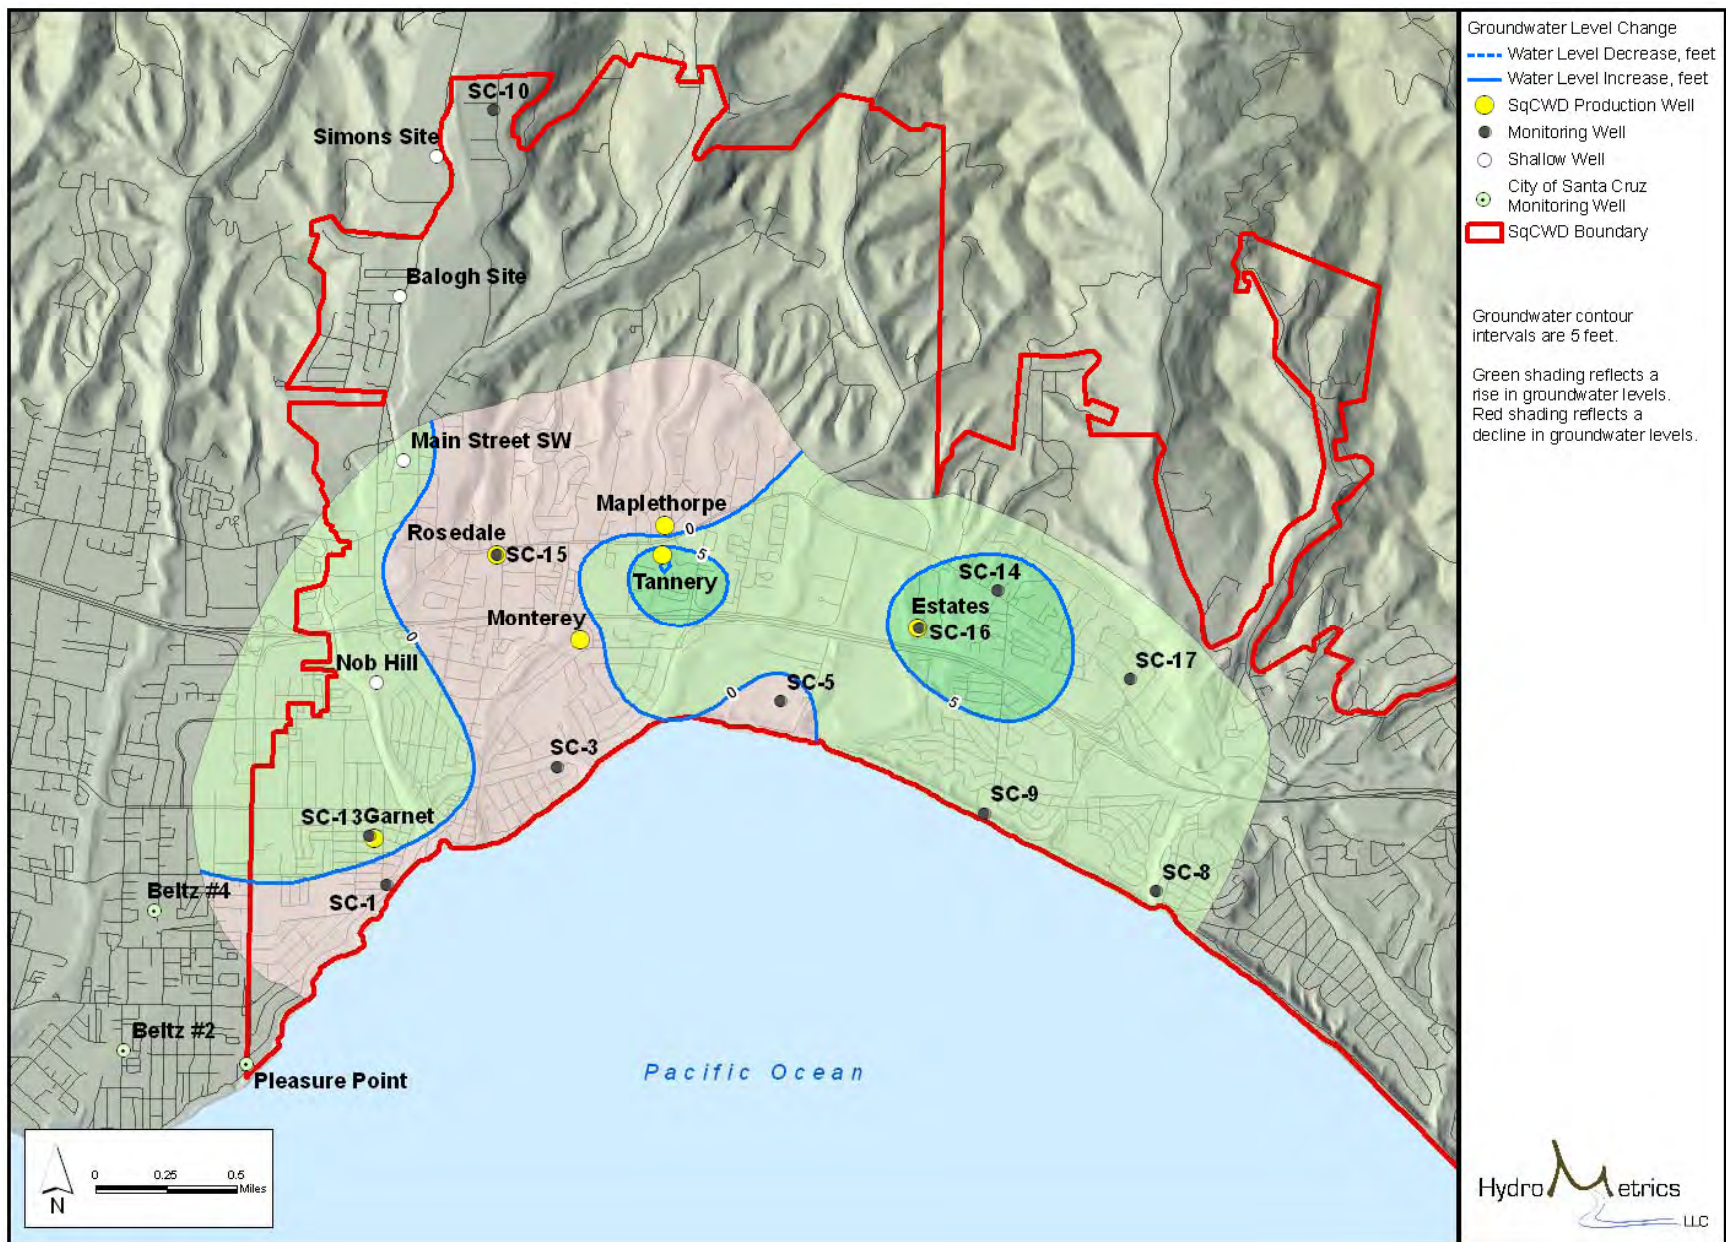 SC-10
Simons Site
Balogh Site
Main Street SW
Maplethorpe
0
Rosedale
SC-15
5
Tannery
SC-14
Estates
SC-16
Monterey
0
Nob Hill
SC-17
SC-5
0
5
SC-3
SC-9
SC-13Garnet
SC-8
Beltz #4
SC-1
Beltz #2
Pleasure Point
Pacific Ocean
N
0 0.25 0.5
Miles
Groundwater Level Change
Water Level Decrease, feet
Water Level Increase, feet
SqCWD Production Well
Monitoring Well
Shallow Well
City of Santa Cruz
Monitoring Well
SqCWD Boundary
Groundwater contour
intervals are 5 feet.
Green shading reflects a
rise in groundwater levels.
Red shading reflects a
decline in groundwater levels.
HydroMetrics
LLC